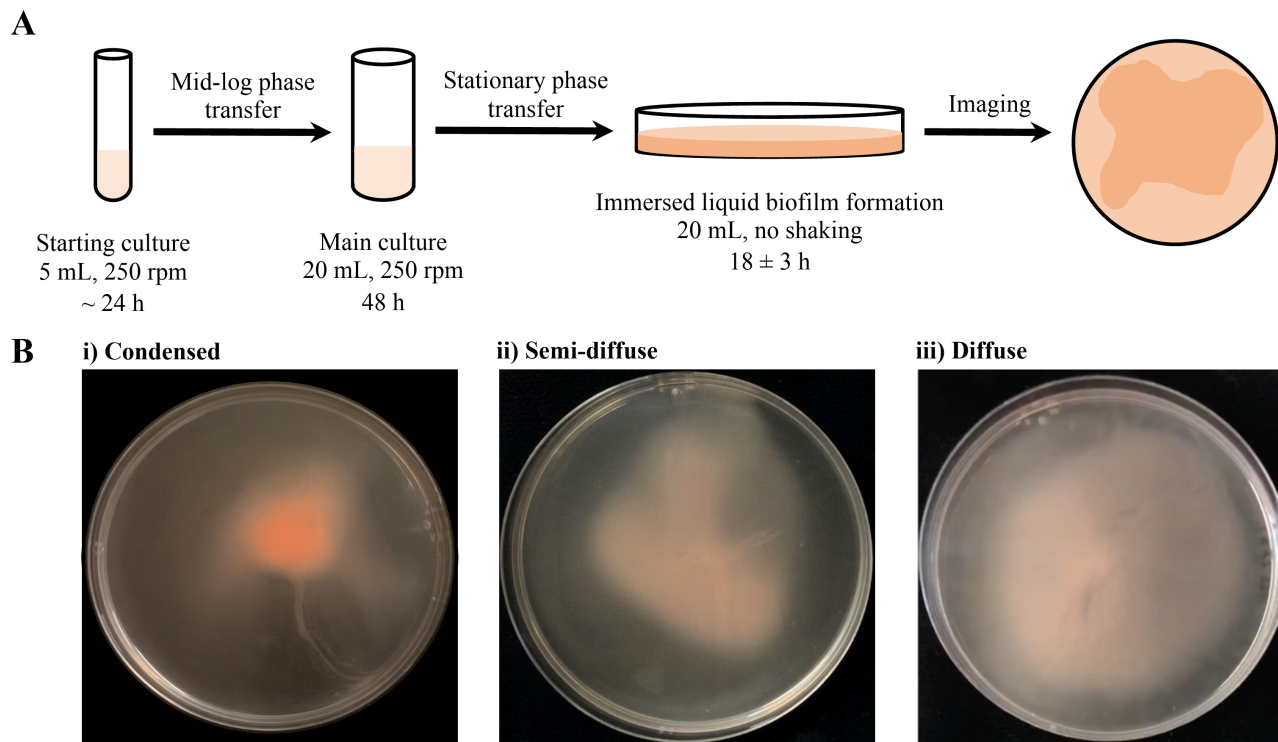 A
Mid-log phase
transfer
Stationary phase
transfer
Imaging
Starting culture
5 mL, 250 rpm
~ 24 h
Main culture
20 mL, 250 rpm
48 h
Immersed liquid biofilm formation
20 mL, no shaking
18 ± 3 h
B
i) Condensed
ii) Semi-diffuse
iii) Diffuse